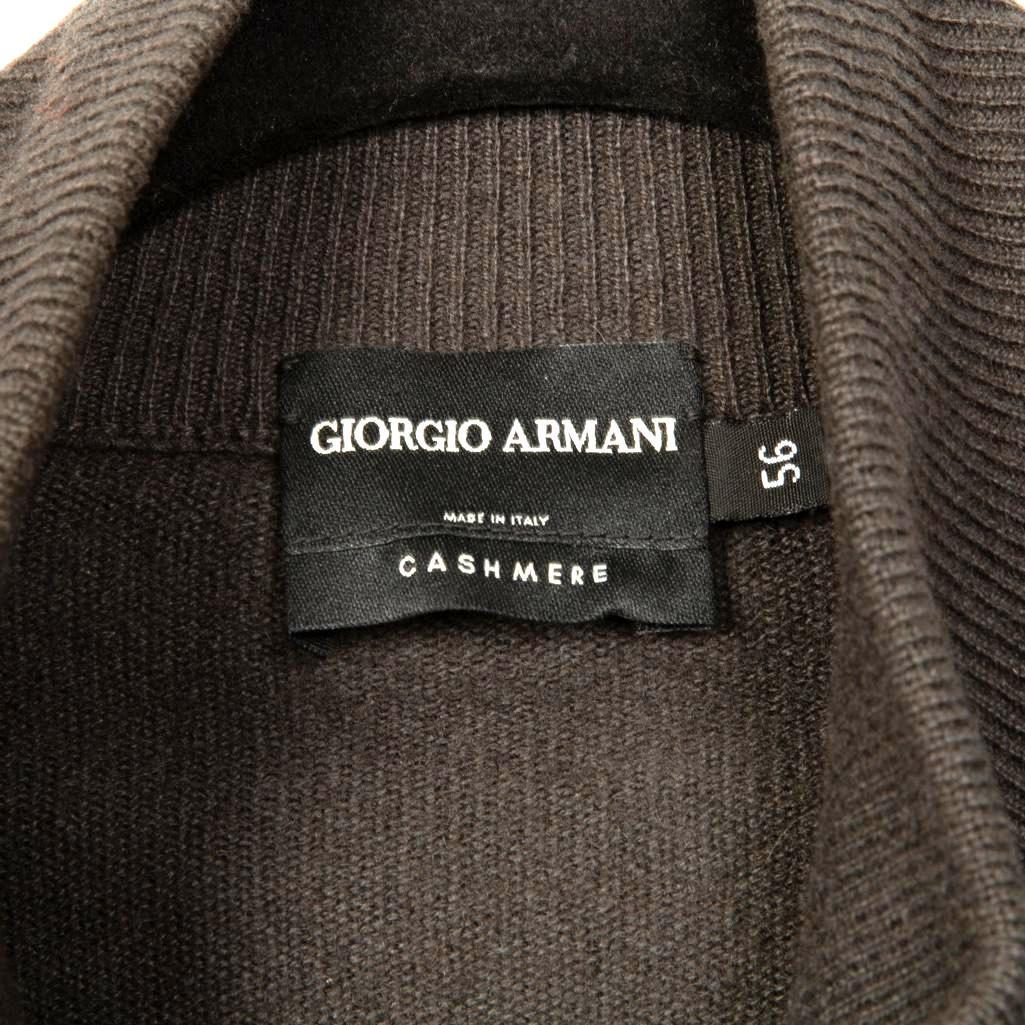 GIORGIO ARMANI
56
MADE IN ITALY
CASHMERE